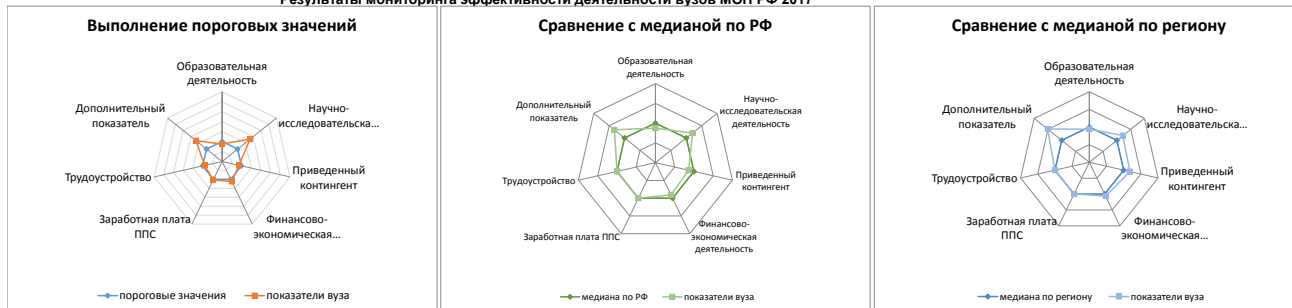 Результаты мониторинга эффективности деятельности вузов МОН РФ 2017
Выполнение пороговых значений
Образовательная
деятельность
Дополнительный
показатель
Научно-
исследовательска...
Трудоустройство
Приведенный
контингент
Заработная плата
ППС
Финансово-
экономическая...
пороговые значения
показатели вуза
Сравнение с медианой по РФ
Образовательная
деятельность
Дополнительный
показатель
Научно-
исследовательская
деятельность
Трудоустройство
Приведенный
контингент
Заработная плата ППС
Финансово-
экономическая
деятельность
медиана по РФ
показатели вуза
Сравнение с медианой по региону
Образовательная
деятельность
Дополнительный
показатель
Научно-
исследовательска...
Трудоустройство
Приведенный
контингент
Заработная плата
ППС
Финансово-
экономическая...
медиана по региону
показатели вуза